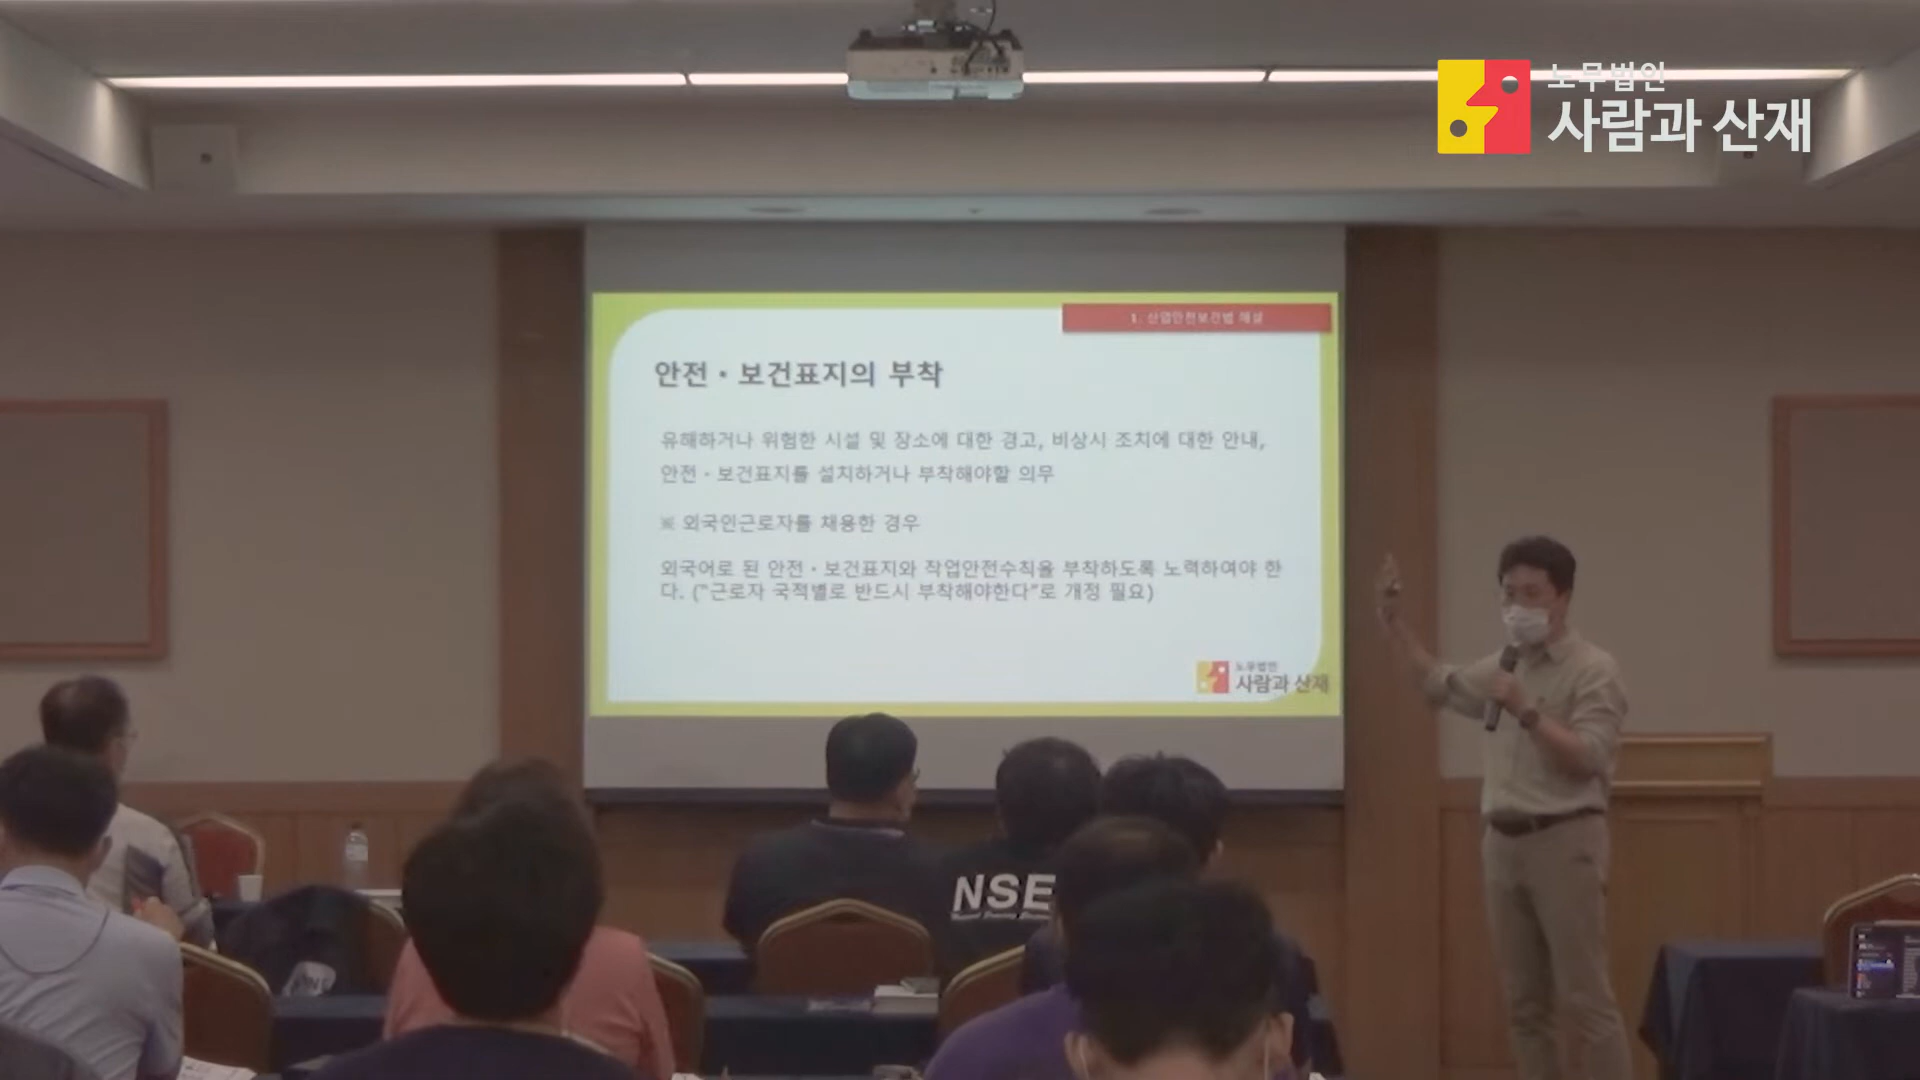 노무법인
사람과 산재
1. 산업안전보건법 해설
안전・보건표지의 부착
유해하거나 위험한 시설 및 장소에 대한 경고, 비상시 조치에 대한 안내,
안전・보건표지를 설치하거나 부착해야할 의무
※ 외국인근로자를 채용한 경우
외국어로 된 안전・보건표지와 작업안전수칙을 부착하도록 노력하여야 한
다. ("근로자 국적별로 반드시 부착해야한다"로 개정 필요)
노무법인
사람과 산재
NSE